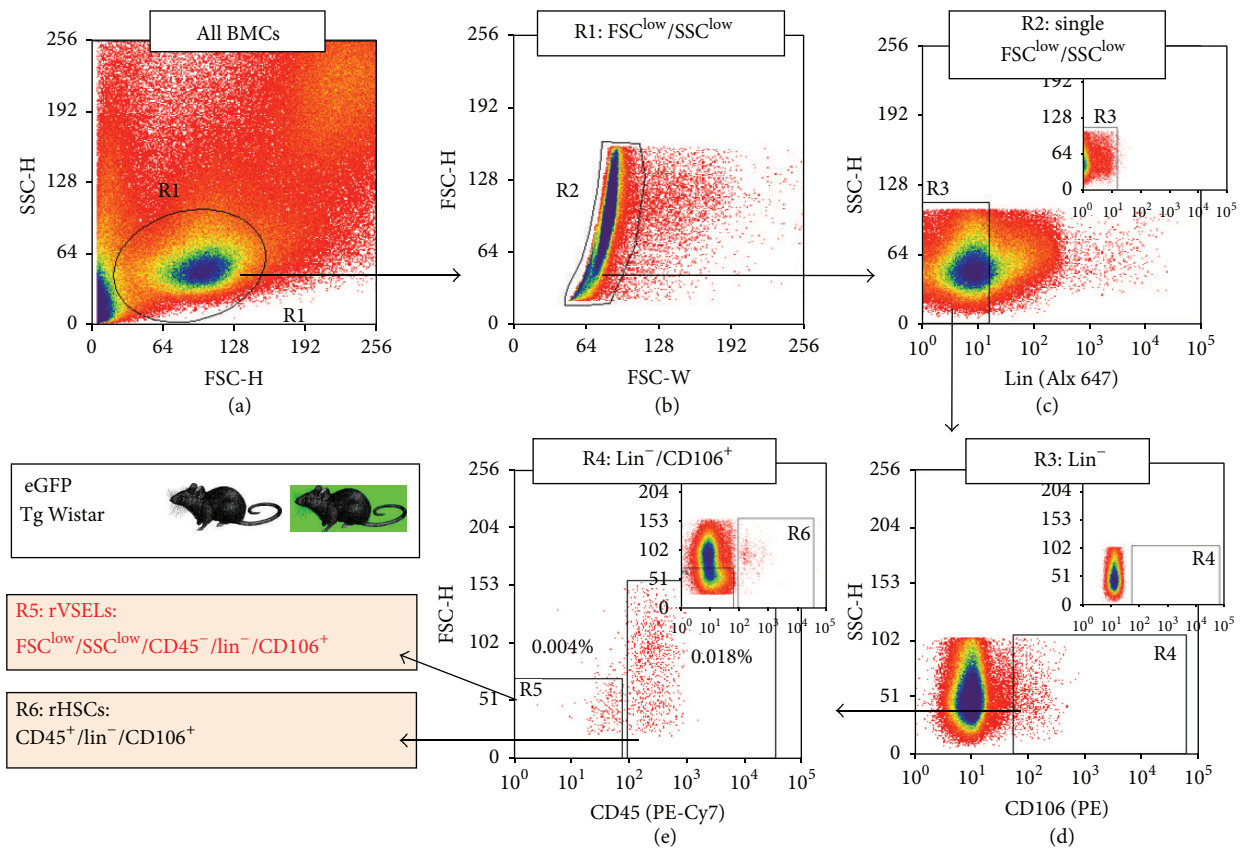 All BMCs
256
192
128
64
0
SSC-H
R1
R1
0 64 128 192 256
FSC-H
(a)
R1: FSC^low/SSC^low
256
192
128
64
0
FSC-H
R2
0 64 128 192 256
FSC-W
(b)
R2: single
FSC^low/SSC^low
256
192
128
64
0
SSC-H
R3
192
128
64
0
R3
10^0 10^1 10^2 10^3 10^4 10^5
10^0 10^1 10^2 10^3 10^4 10^5
Lin (Alx 647)
(c)
eGFP
Tg Wistar
R5: rVSELs:
FSC^low/SSC^low/CD45^−/lin^−/CD106^+
R6: rHSCs:
CD45^+/lin^−/CD106^+
R4: Lin^−/CD106^+
256
204
153
102
51
0
FSC-H
204
153
102
51
0
R6
10^0 10^1 10^2 10^3 10^4 10^5
0.004%
0.018%
R5
10^0 10^1 10^2 10^3 10^4 10^5
CD45 (PE-Cy7)
(e)
R3: Lin^−
256
204
153
102
51
0
SSC-H
204
153
102
51
0
R4
10^0 10^1 10^2 10^3 10^4 10^5
R4
10^0 10^1 10^2 10^3 10^4 10^5
CD106 (PE)
(d)